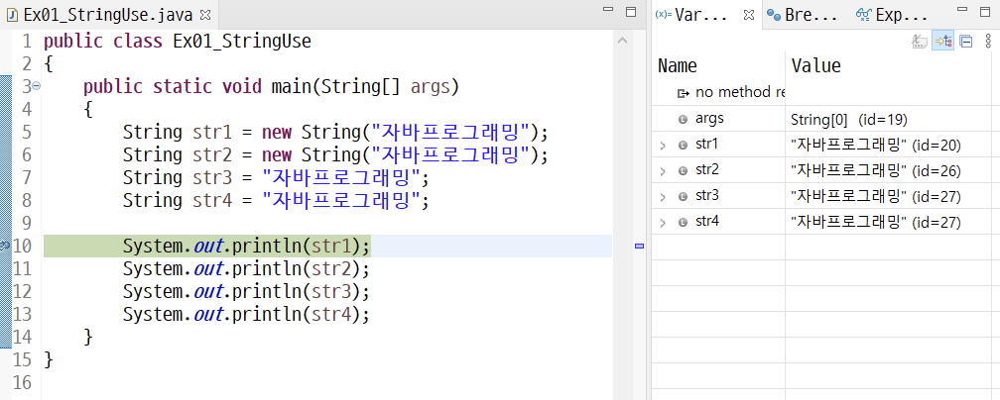 Ex01_StringUse.java
1 public class Ex01_StringUse
2 {
3 public static void main(String[] args)
4 {
5 String str1 = new String("자바프로그래밍");
6 String str2 = new String("자바프로그래밍");
7 String str3 = "자바프로그래밍";
8 String str4 = "자바프로그래밍";
9
10 System.out.println(str1);
11 System.out.println(str2);
12 System.out.println(str3);
13 System.out.println(str4);
14 }
15 }
16
(x)= Var... Bre... Exp...
Name Value
no method re
args String[0] (id=19)
str1 "자바프로그래밍" (id=20)
str2 "자바프로그래밍" (id=26)
str3 "자바프로그래밍" (id=27)
str4 "자바프로그래밍" (id=27)